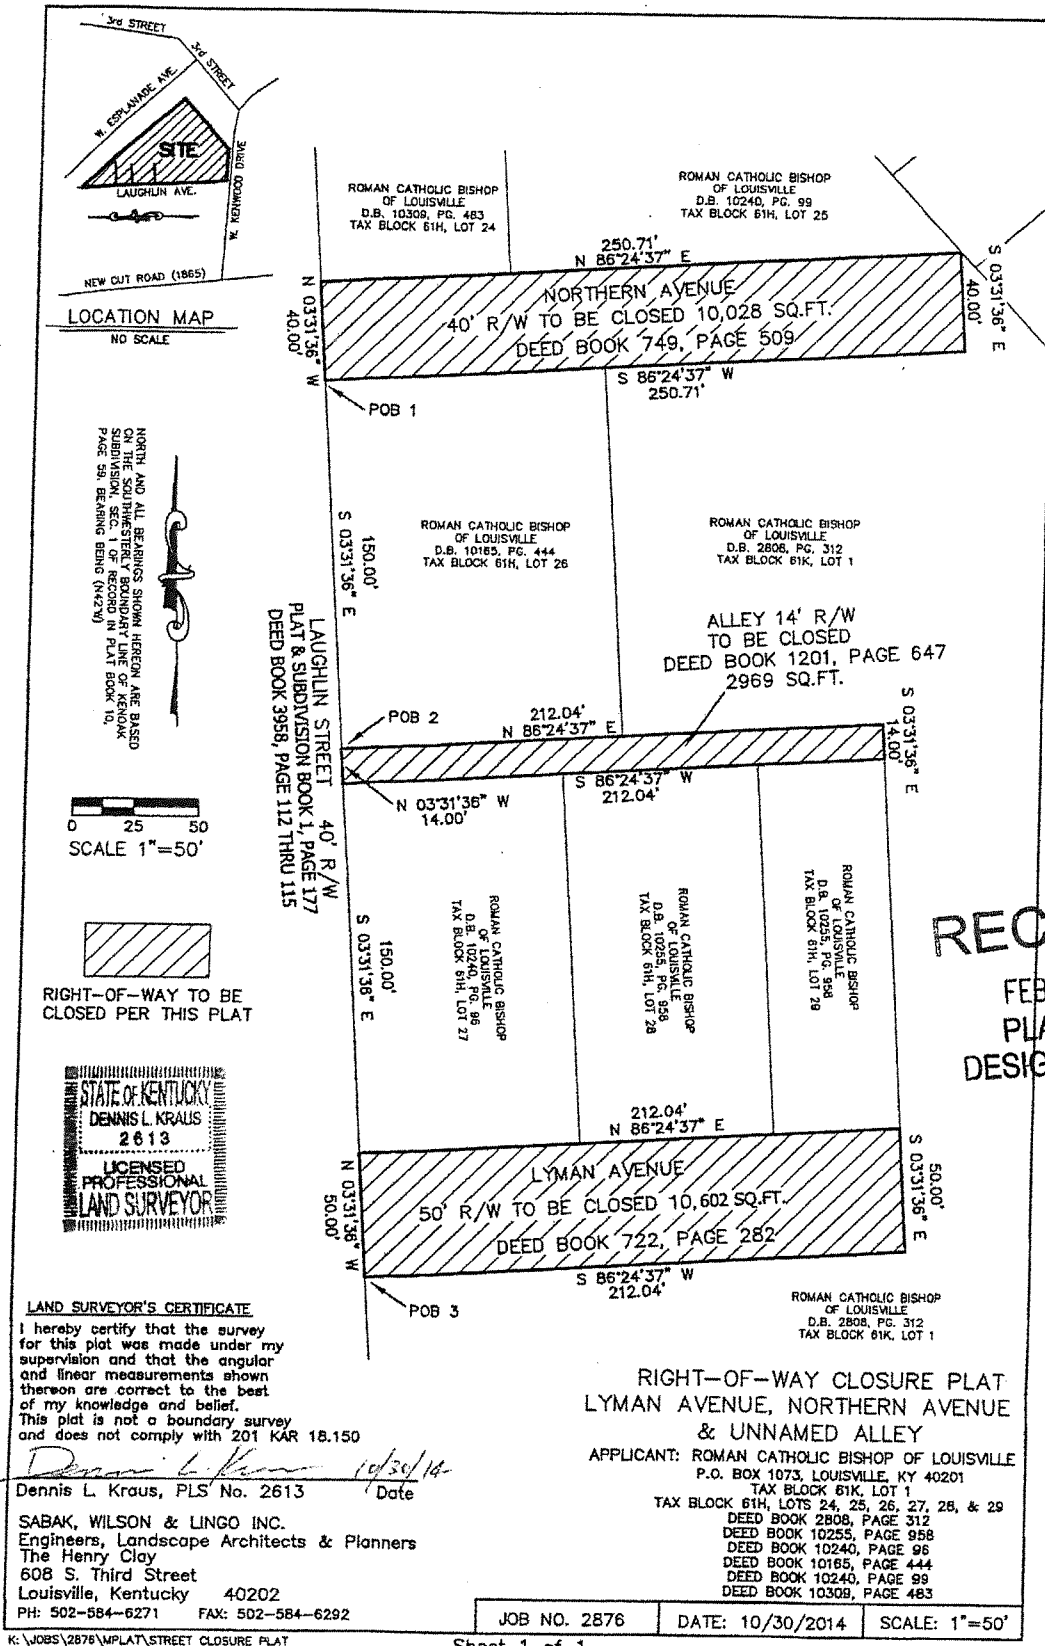 3rd STREET
3rd STREET
W. ESPLANADE AVE.
SITE
LAUGHLIN AVE.
W. KENWOOD DRIVE
NEW CUT ROAD (1865)
LOCATION MAP
NO SCALE
ROMAN CATHOLIC BISHOP
OF LOUISVILLE
D.B. 10309, PG. 483
TAX BLOCK 61H, LOT 24
ROMAN CATHOLIC BISHOP
OF LOUISVILLE
D.B. 10240, PG. 99
TAX BLOCK 61H, LOT 25
250.71'
N 86°24'37" E
N 03°31'36" W
40.00'
NORTHERN AVENUE
40' R/W TO BE CLOSED 10,028 SQ.FT.
DEED BOOK 749, PAGE 509
S 03°31'36" E
40.00'
S 86°24'37" W
250.71'
POB 1
NORTH AND ALL BEARINGS SHOWN HEREON ARE BASED
ON THE SOUTHWESTERLY BOUNDARY LINE OF KENOAK
SUBDIVISION, SEC. 1 OF RECORD IN PLAT BOOK 10,
PAGE 59. BEARING BEING (N42°W)
150.00'
S 03°31'36" E
ROMAN CATHOLIC BISHOP
OF LOUISVILLE
D.B. 10165, PG. 444
TAX BLOCK 61H, LOT 26
ROMAN CATHOLIC BISHOP
OF LOUISVILLE
D.B. 2808, PG. 312
TAX BLOCK 61K, LOT 1
ALLEY 14' R/W
TO BE CLOSED
DEED BOOK 1201, PAGE 647
2969 SQ.FT.
LAUGHLIN STREET 40' R/W
PLAT & SUBDIVISION BOOK 1, PAGE 177
DEED BOOK 3958, PAGE 112 THRU 115
POB 2
212.04'
N 86°24'37" E
S 03°31'36" E
14.00'
N 03°31'36" W
14.00'
S 86°24'37" W
212.04'
0 25 50
SCALE 1"=50'
RIGHT-OF-WAY TO BE
CLOSED PER THIS PLAT
150.00'
S 03°31'36" E
ROMAN CATHOLIC BISHOP
OF LOUISVILLE
D.B. 10240, PG. 96
TAX BLOCK 61H, LOT 27
ROMAN CATHOLIC BISHOP
OF LOUISVILLE
D.B. 10255, PG. 958
TAX BLOCK 61H, LOT 28
ROMAN CATHOLIC BISHOP
OF LOUISVILLE
D.B. 10255, PG. 958
TAX BLOCK 61H, LOT 29
REC
FEB
PLA
DESIG
STATE OF KENTUCKY
DENNIS L. KRAUS
2613
LICENSED
PROFESSIONAL
LAND SURVEYOR
212.04'
N 86°24'37" E
N 03°31'36" W
50.00'
LYMAN AVENUE
50' R/W TO BE CLOSED 10,602 SQ.FT.
DEED BOOK 722, PAGE 282
50.00'
S 03°31'36" E
S 86°24'37" W
212.04'
POB 3
ROMAN CATHOLIC BISHOP
OF LOUISVILLE
D.B. 2808, PG. 312
TAX BLOCK 61K, LOT 1
LAND SURVEYOR'S CERTIFICATE
I hereby certify that the survey
for this plat was made under my
supervision and that the angular
and linear measurements shown
thereon are correct to the best
of my knowledge and belief.
This plat is not a boundary survey
and does not comply with 201 KAR 18.150
Dennis L. Kraus 10/30/14
Dennis L. Kraus, PLS No. 2613 Date
SABAK, WILSON & LINGO INC.
Engineers, Landscape Architects & Planners
The Henry Clay
608 S. Third Street
Louisville, Kentucky 40202
PH: 502-584-6271 FAX: 502-584-6292
RIGHT-OF-WAY CLOSURE PLAT
LYMAN AVENUE, NORTHERN AVENUE
& UNNAMED ALLEY
APPLICANT: ROMAN CATHOLIC BISHOP OF LOUISVILLE
P.O. BOX 1073, LOUISVILLE, KY 40201
TAX BLOCK 61K, LOT 1
TAX BLOCK 61H, LOTS 24, 25, 26, 27, 28, & 29
DEED BOOK 2808, PAGE 312
DEED BOOK 10255, PAGE 958
DEED BOOK 10240, PAGE 96
DEED BOOK 10165, PAGE 444
DEED BOOK 10240, PAGE 99
DEED BOOK 10309, PAGE 483
JOB NO. 2876 DATE: 10/30/2014 SCALE: 1"=50'
K:\JOBS\2876\WPLAT\STREET CLOSURE PLAT
Sheet 1 of 1